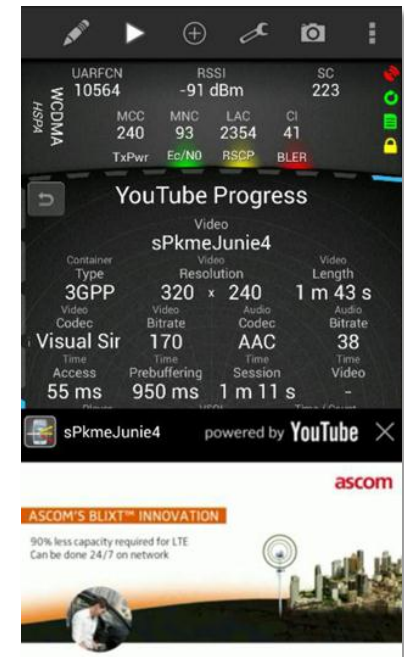 UARFCN RSSI SC
10564 -91 dBm 223
WCDMA
HSPA
MCC MNC LAC CI
240 93 2354 41
TxPwr Ec/N0 RSCP BLER
YouTube Progress
Video
sPkmeJunie4
Container Video Video
Type Resolution Length
3GPP 320 × 240 1 m 43 s
Video Video Audio Audio
Codec Bitrate Codec Bitrate
Visual Sir 170 AAC 38
Time Time Time Time
Access Prebuffering Session Video
55 ms 950 ms 1 m 11 s -
sPkmeJunie4 powered by YouTube
ascom
ASCOM'S BLIXT™ INNOVATION
90% less capacity required for LTE
Can be done 24/7 on network